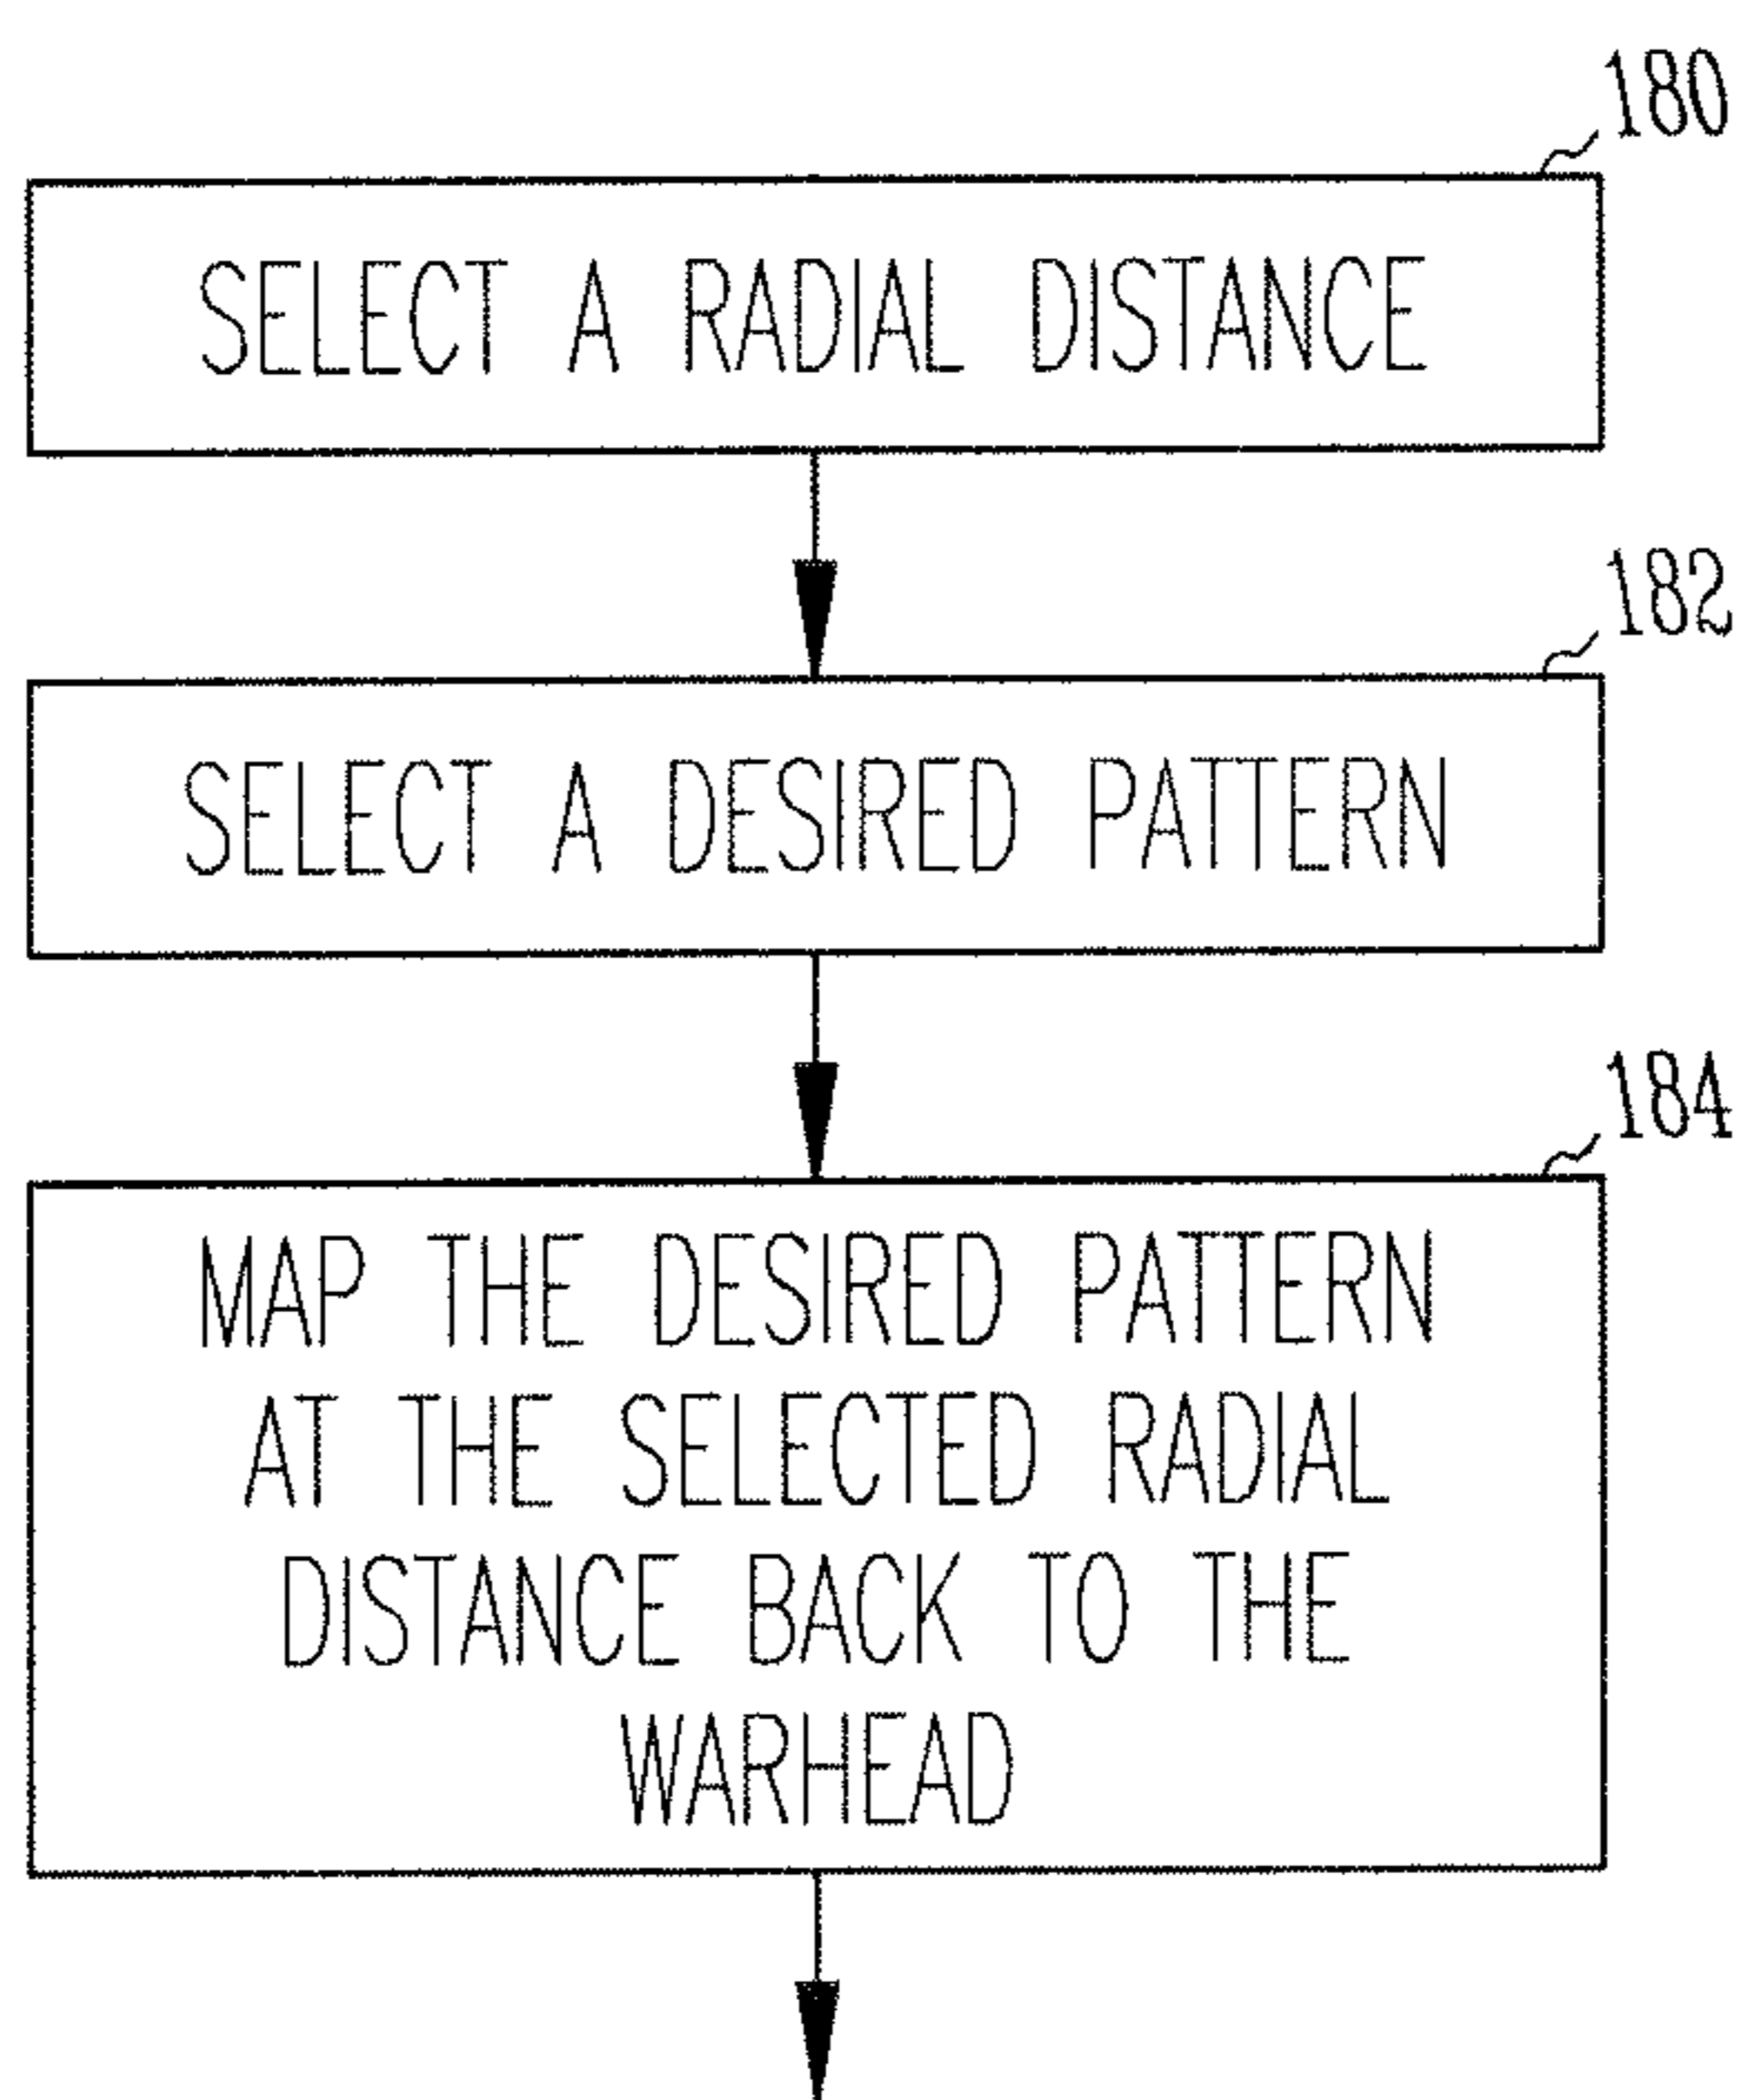 180
SELECT A RADIAL DISTANCE
182
SELECT A DESIRED PATTERN
184
MAP THE DESIRED PATTERN
AT THE SELECTED RADIAL
DISTANCE BACK TO THE
WARHEAD